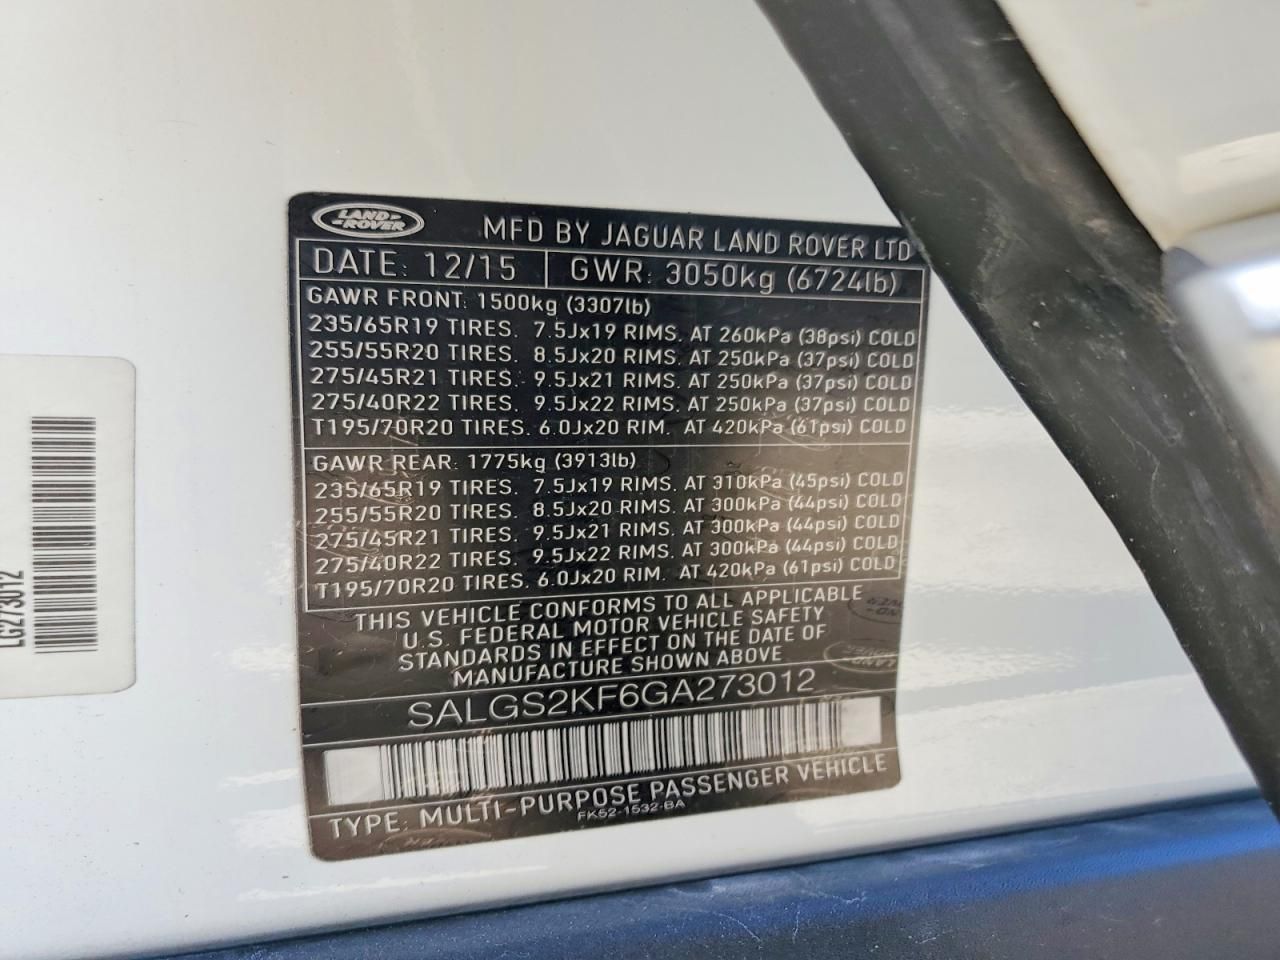 LAND-
-ROVER
MFD BY JAGUAR LAND ROVER LTD
DATE: 12/15 GWR: 3050kg (6724lb)
GAWR FRONT: 1500kg (3307lb)
235/65R19 TIRES. 7.5Jx19 RIMS. AT 260kPa (38psi) COLD
255/55R20 TIRES. 8.5Jx20 RIMS. AT 250kPa (37psi) COLD
275/45R21 TIRES. 9.5Jx21 RIMS. AT 250kPa (37psi) COLD
275/40R22 TIRES. 9.5Jx22 RIMS. AT 250kPa (37psi) COLD
T195/70R20 TIRES. 6.0Jx20 RIM. AT 420kPa (61psi) COLD
GAWR REAR: 1775kg (3913lb)
235/65R19 TIRES. 7.5Jx19 RIMS. AT 310kPa (45psi) COLD
255/55R20 TIRES. 8.5Jx20 RIMS. AT 300kPa (44psi) COLD
275/45R21 TIRES. 9.5Jx21 RIMS. AT 300kPa (44psi) COLD
275/40R22 TIRES. 9.5Jx22 RIMS. AT 300kPa (44psi) COLD
T195/70R20 TIRES. 6.0Jx20 RIM. AT 420kPa (61psi) COLD
THIS VEHICLE CONFORMS TO ALL APPLICABLE
U.S. FEDERAL MOTOR VEHICLE SAFETY
STANDARDS IN EFFECT ON THE DATE OF
MANUFACTURE SHOWN ABOVE
SALGS2KF6GA273012
TYPE: MULTI-PURPOSE PASSENGER VEHICLE
FK52-1532-BA
LG273012